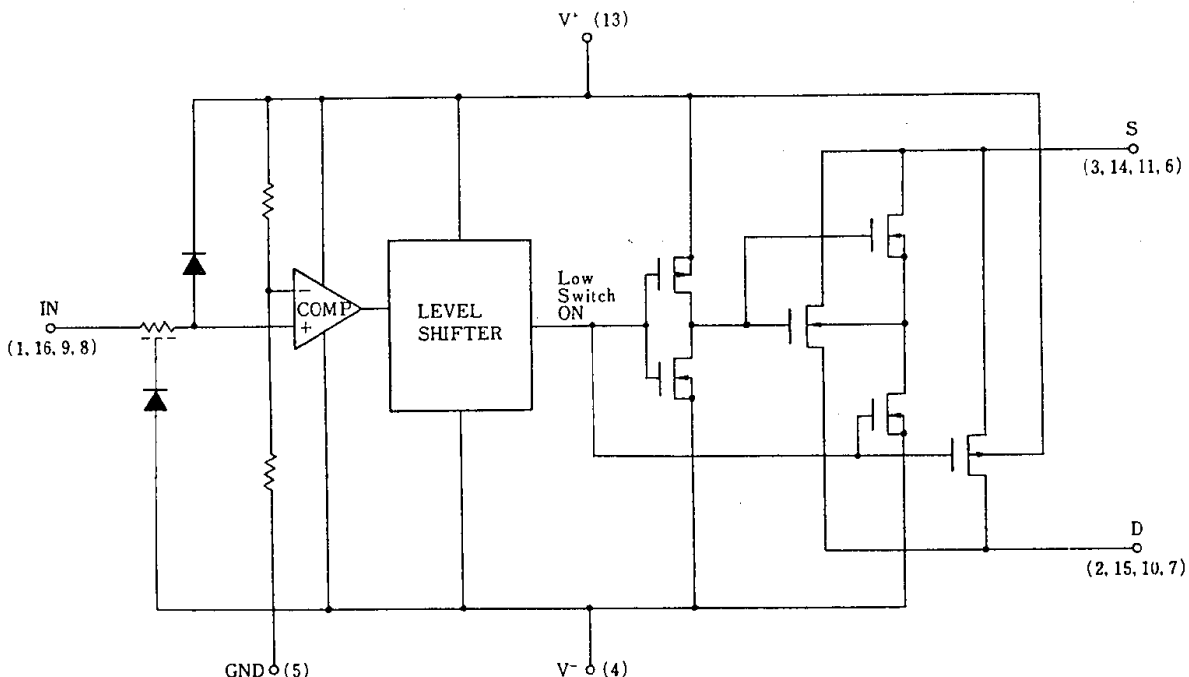 V⁺ (13)
S
(3, 14, 11, 6)
IN
(1, 16, 9, 8)
−
COMP
+
LEVEL
SHIFTER
Low
Switch
ON
D
(2, 15, 10, 7)
GND (5)
V⁻ (4)